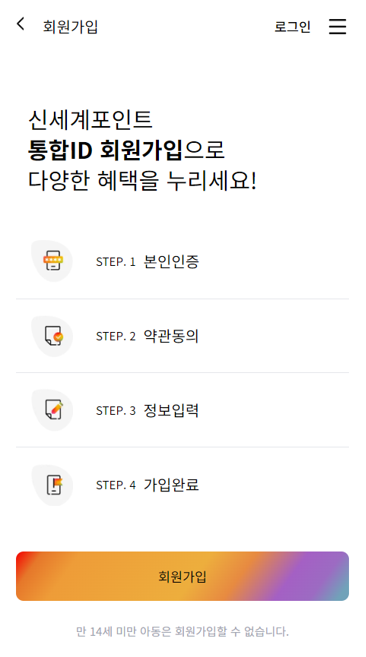 회원가입
로그인
신세계포인트
통합ID 회원가입으로
다양한 혜택을 누리세요!
STEP. 1 본인인증
STEP. 2 약관동의
STEP. 3 정보입력
STEP. 4 가입완료
회원가입
만 14세 미만 아동은 회원가입할 수 없습니다.